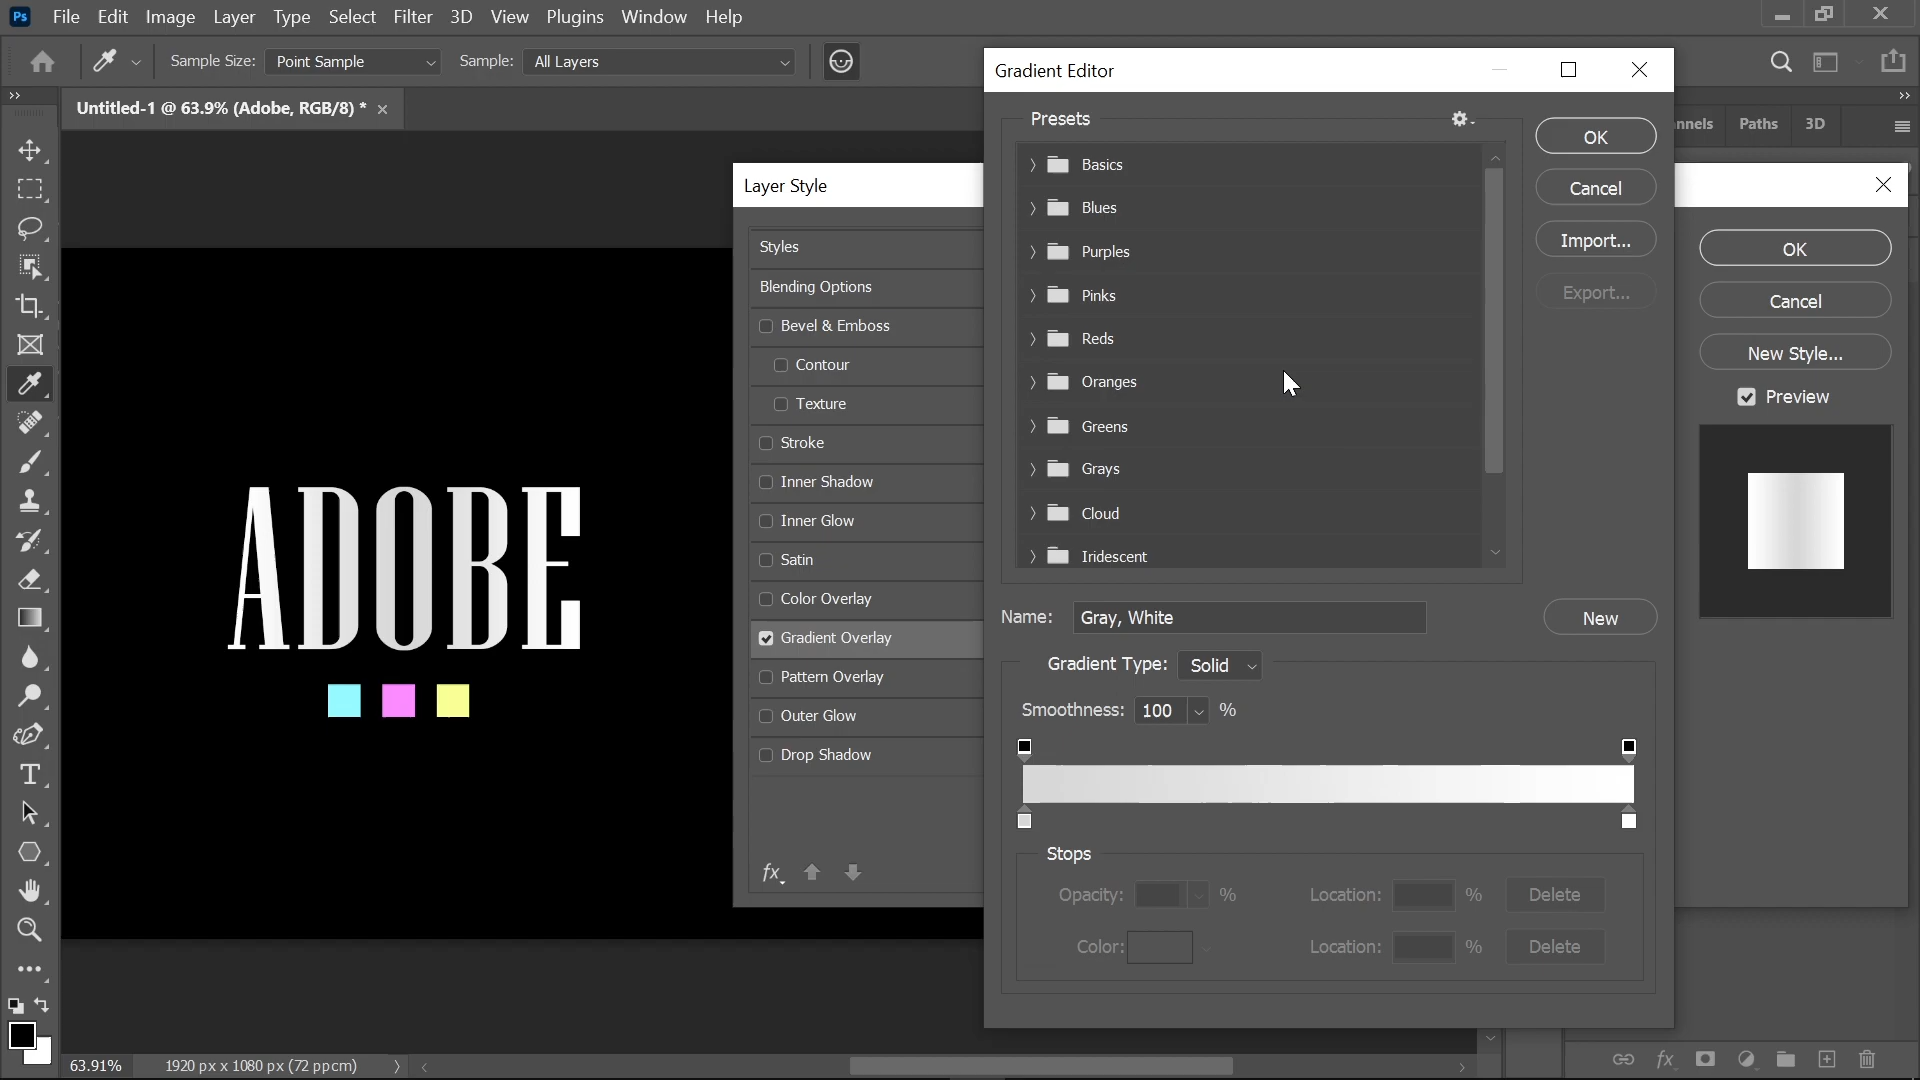 Ps File Edit Image Layer Type Select Filter 3D View Plugins Window Help
Sample Size: Point Sample Sample: All Layers
Untitled-1 @ 63.9% (Adobe, RGB/8) *
Paths 3D
ADOBE
63.91% 1920 px x 1080 px (72 ppcm)
Layer Style
Styles
Blending Options
Bevel & Emboss
Contour
Texture
Stroke
Inner Shadow
Inner Glow
Satin
Color Overlay
Gradient Overlay
Pattern Overlay
Outer Glow
Drop Shadow
fx
OK
Cancel
New Style...
Preview
Gradient Editor
Presets
Basics
Blues
Purples
Pinks
Reds
Oranges
Greens
Grays
Cloud
Iridescent
OK
Cancel
Import...
Export...
Name: Gray, White
New
Gradient Type: Solid
Smoothness: 100 %
Stops
Opacity: % Location: % Delete
Color: Location: % Delete
fx